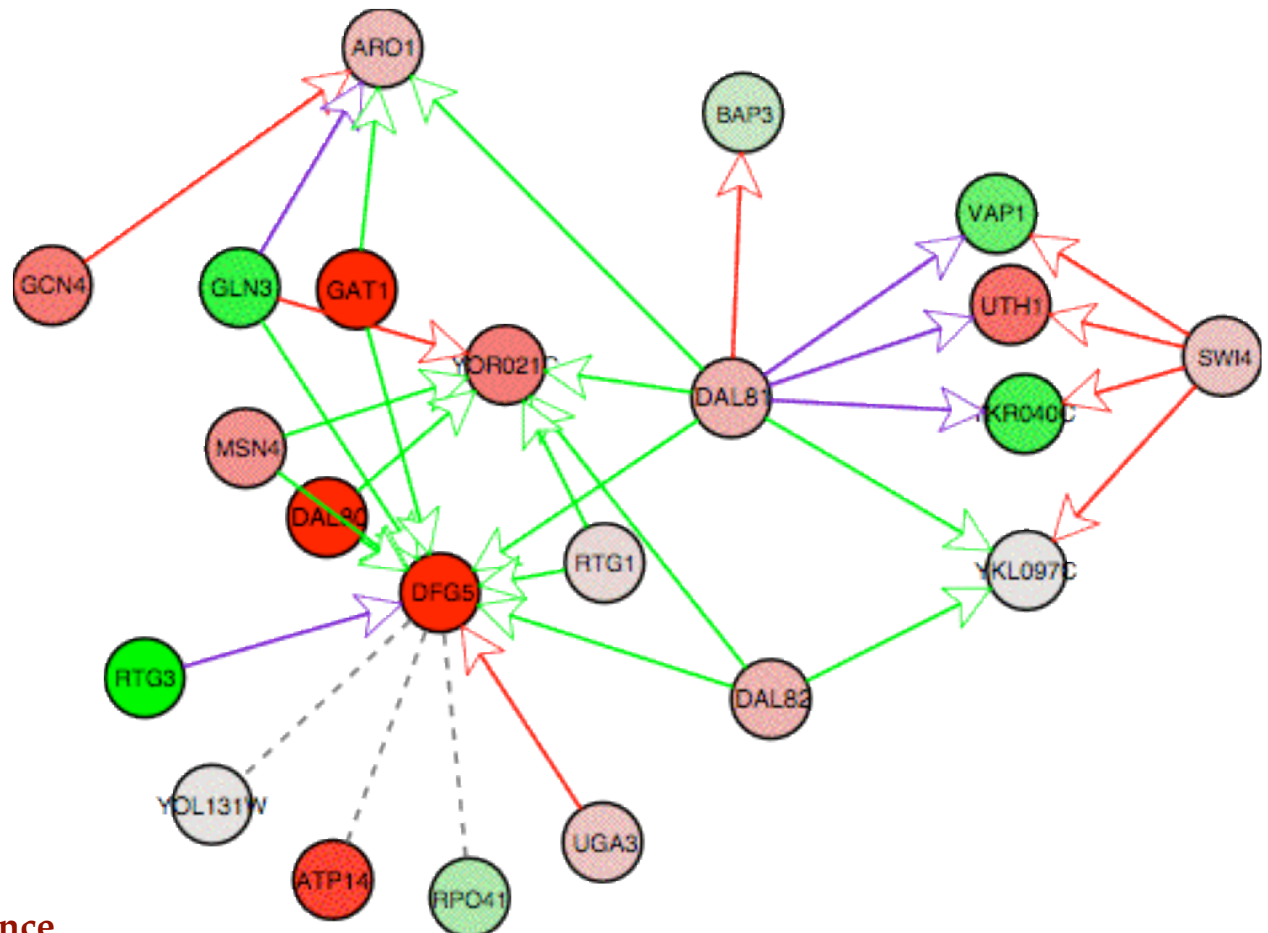 ARO1
BAP3
VAP1
GCN4
GLN3
GAT1
UTH1
YOR021C
SWI4
DAL81
YKR040C
MSN4
DAL80
RTG1
YKL097C
DFG5
RTG3
DAL82
YOL131W
UGA3
ATP14
RPO41
nce